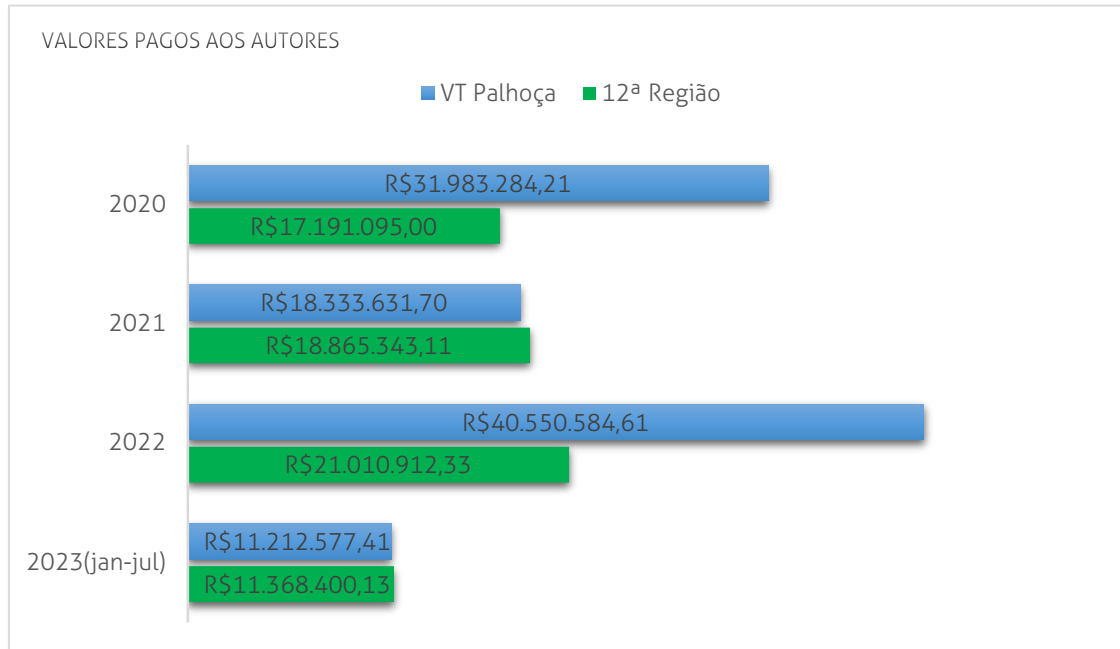 VALORES PAGOS AOS AUTORES
VT Palhoça 12ª Região
2020
R$31.983.284,21
R$17.191.095,00
2021
R$18.333.631,70
R$18.865.343,11
2022
R$40.550.584,61
R$21.010.912,33
2023(jan-jul)
R$11.212.577,41
R$11.368.400,13